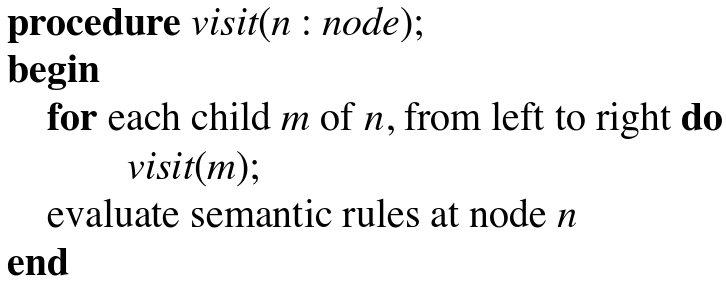 procedure visit(n : node);
begin
for each child m of n, from left to right do
visit(m);
evaluate semantic rules at node n
end